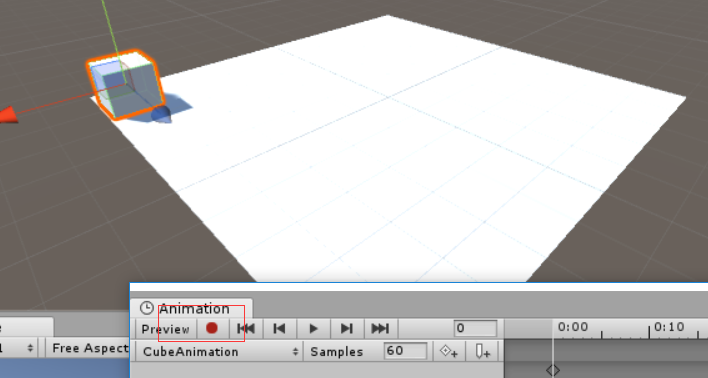 Animation
Preview 0 0:00 0:10
Free Aspect
CubeAnimation Samples 60